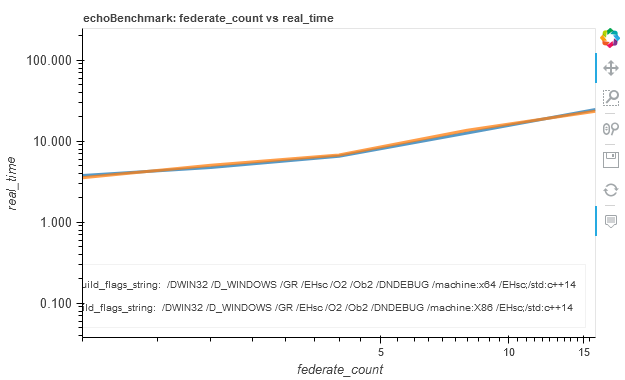 echoBenchmark: federate_count vs real_time
100.000
10.000
1.000
0.100
real_time
uild_flags_string: /DWIN32 /D_WINDOWS /GR /EHsc /O2 /Ob2 /DNDEBUG /machine:x64 /EHsc;/std:c++14
ild_flags_string: /DWIN32 /D_WINDOWS /GR /EHsc /O2 /Ob2 /DNDEBUG /machine:X86 /EHsc;/std:c++14
5 10 15
federate_count